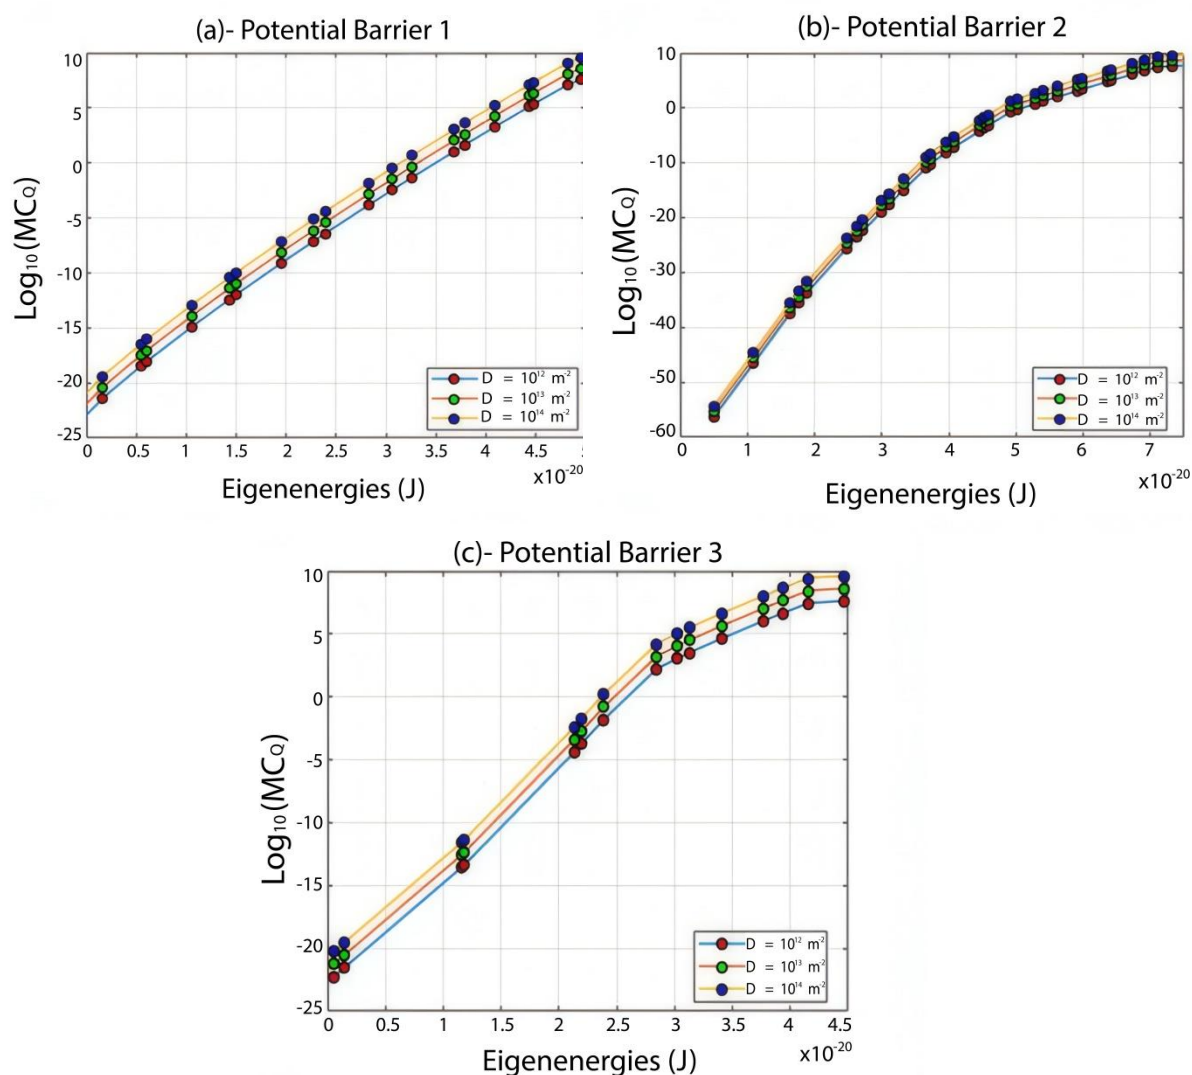 (a)- Potential Barrier 1
10
5
0
-5
-10
-15
-20
-25
Log₁₀(MCQ)
D = 10¹² m⁻²
D = 10¹³ m⁻²
D = 10¹⁴ m⁻²
0 0.5 1 1.5 2 2.5 3 3.5 4 4.5
x10⁻²⁰
Eigenenergies (J)
(b)- Potential Barrier 2
10
0
-10
-20
-30
-40
-50
-60
Log₁₀(MCQ)
D = 10¹² m⁻²
D = 10¹³ m⁻²
D = 10¹⁴ m⁻²
0 1 2 3 4 5 6 7
x10⁻²⁰
Eigenenergies (J)
(c)- Potential Barrier 3
10
5
0
-5
-10
-15
-20
-25
Log₁₀(MCQ)
D = 10¹² m⁻²
D = 10¹³ m⁻²
D = 10¹⁴ m⁻²
0 0.5 1 1.5 2 2.5 3 3.5 4 4.5
x10⁻²⁰
Eigenenergies (J)